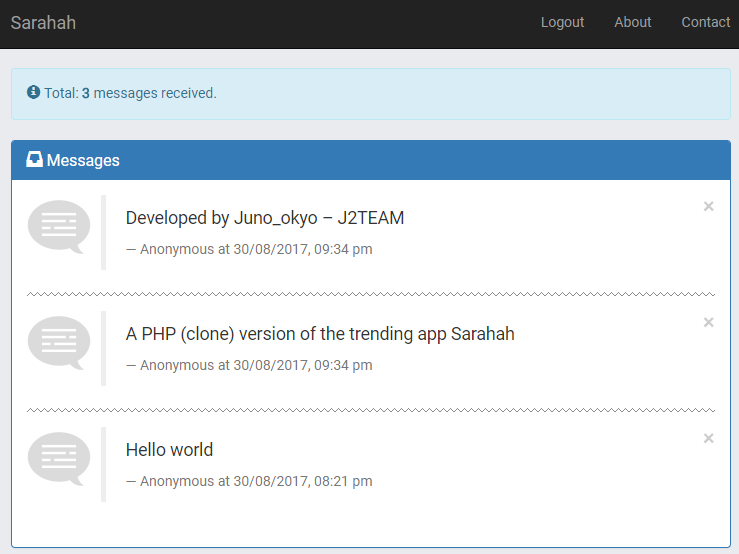 Sarahah Logout About Contact
Total: 3 messages received.
Messages
Developed by Juno_okyo – J2TEAM
— Anonymous at 30/08/2017, 09:34 pm
A PHP (clone) version of the trending app Sarahah
— Anonymous at 30/08/2017, 09:34 pm
Hello world
— Anonymous at 30/08/2017, 08:21 pm